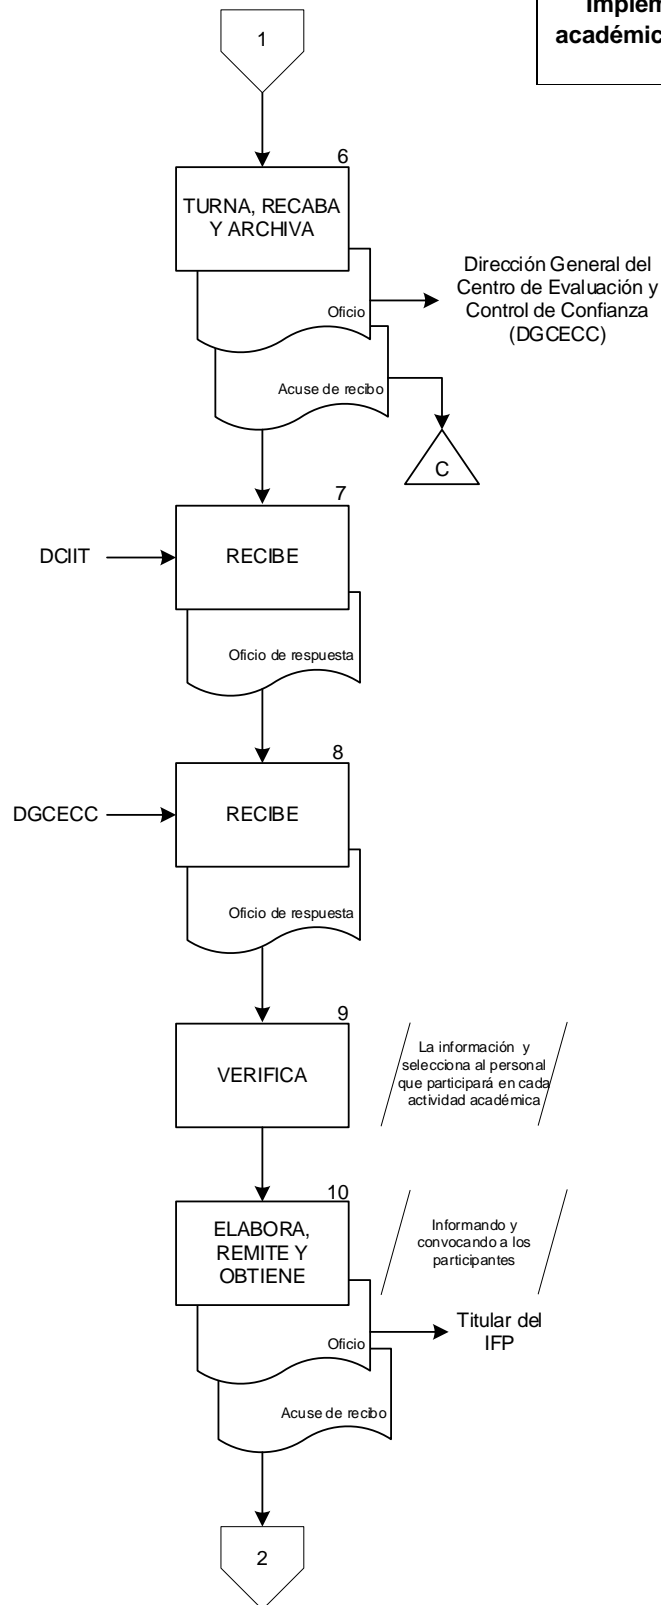 académic
1
6
TURNA, RECABA
Y ARCHIVA
Oficio
Dirección General del
Centro de Evaluación y
Control de Confianza
(DGCECC)
Acuse de recibo
C
7
DCIIT
RECIBE
Oficio de respuesta
8
DGCECC
RECIBE
Oficio de respuesta
9
VERIFICA
La información y
selecciona al personal
que participará en cada
actividad académica
10
ELABORA,
REMITE Y
OBTIENE
Informando y
convocando a los
participantes
Oficio
Titular del
IFP
Acuse de recibo
2